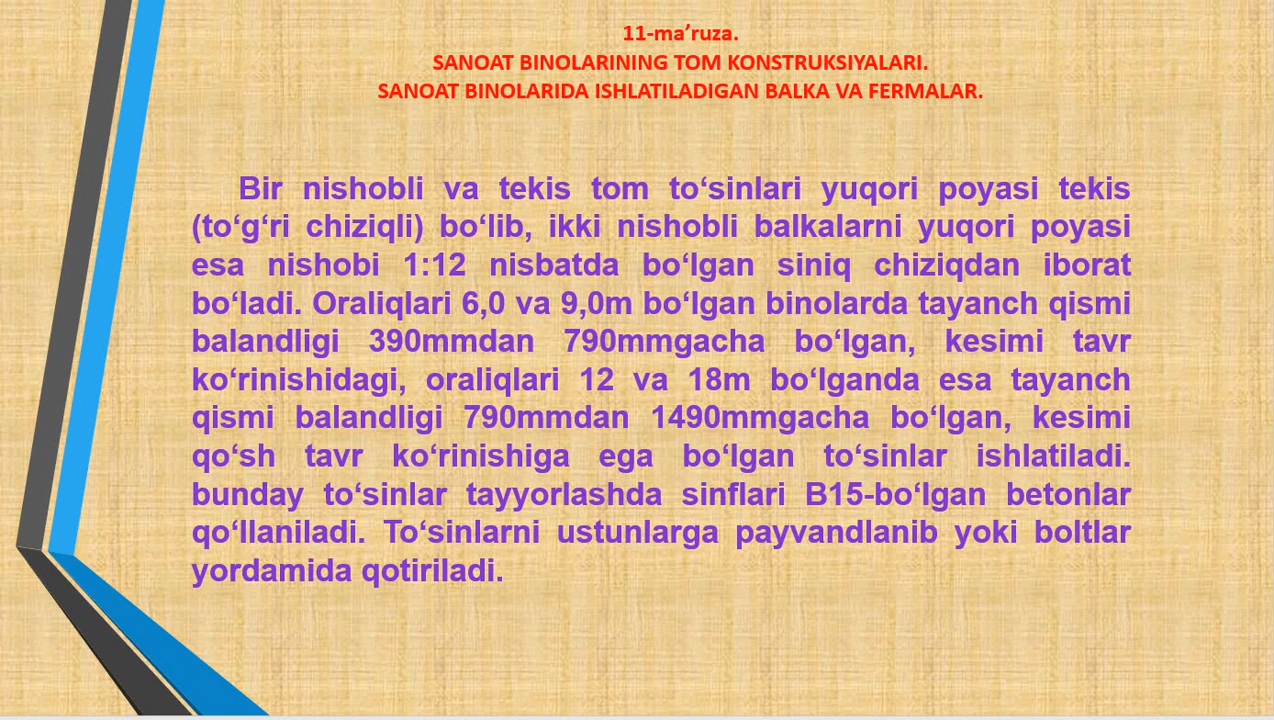 11-ma’ruza.
SANOAT BINOLARINING TOM KONSTRUKSIYALARI.
SANOAT BINOLARIDA ISHLATILADIGAN BALKA VA FERMALAR.
Bir nishobli va tekis tom to‘sinlari yuqori poyasi tekis
(to‘g‘ri chiziqli) bo‘lib, ikki nishobli balkalarni yuqori poyasi
esa nishobi 1:12 nisbatda bo‘lgan siniq chiziqdan iborat
bo‘ladi. Oraliqlari 6,0 va 9,0m bo‘lgan binolarda tayanch qismi
balandligi 390mmdan 790mmgacha bo‘lgan, kesimi tavr
ko‘rinishidagi, oraliqlari 12 va 18m bo‘lganda esa tayanch
qismi balandligi 790mmdan 1490mmgacha bo‘lgan, kesimi
qo‘sh tavr ko‘rinishiga ega bo‘lgan to‘sinlar ishlatiladi.
bunday to‘sinlar tayyorlashda sinflari B15-bo‘lgan betonlar
qo‘llaniladi. To‘sinlarni ustunlarga payvandlanib yoki boltlar
yordamida qotiriladi.